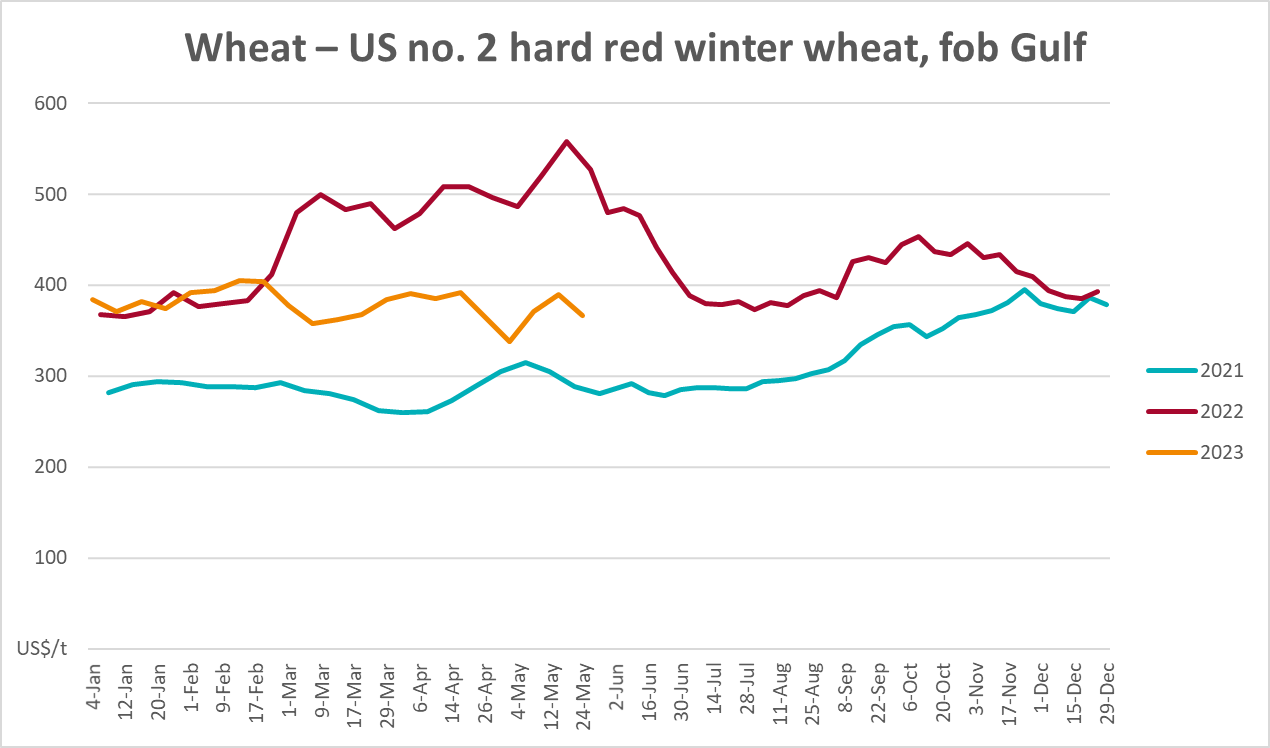 Wheat – US no. 2 hard red winter wheat, fob Gulf
600
500
400
300
200
100
US$/t
4-Jan
12-Jan
20-Jan
1-Feb
9-Feb
17-Feb
1-Mar
9-Mar
17-Mar
29-Mar
6-Apr
14-Apr
26-Apr
4-May
12-May
24-May
2-Jun
16-Jun
30-Jun
14-Jul
28-Jul
11-Aug
25-Aug
8-Sep
22-Sep
6-Oct
20-Oct
3-Nov
17-Nov
1-Dec
15-Dec
29-Dec
2021
2022
2023